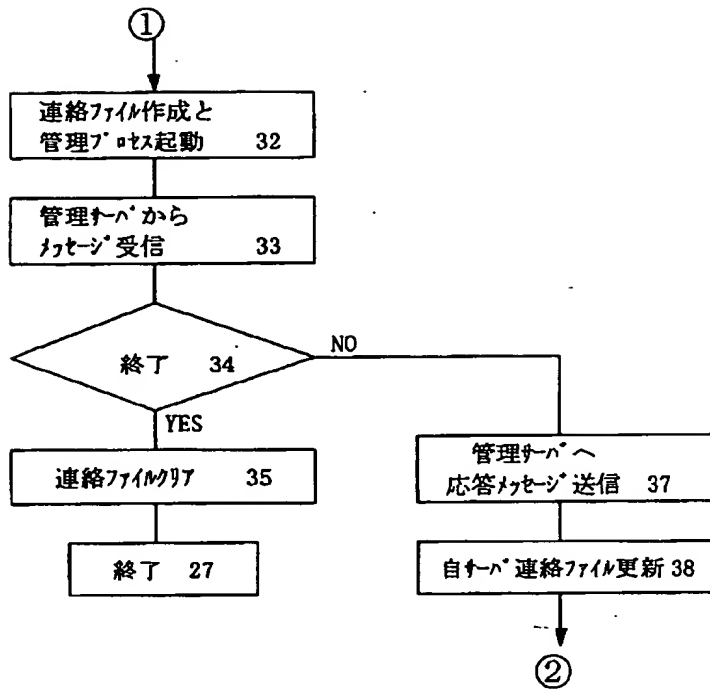 ①
連絡ファイル作成と
管理プロセス起動 32
管理サーバから
メッセージ受信 33
終了 34
NO
YES
連絡ファイルクリア 35
終了 27
管理サーバへ
応答メッセージ送信 37
自サーバ連絡ファイル更新 38
②